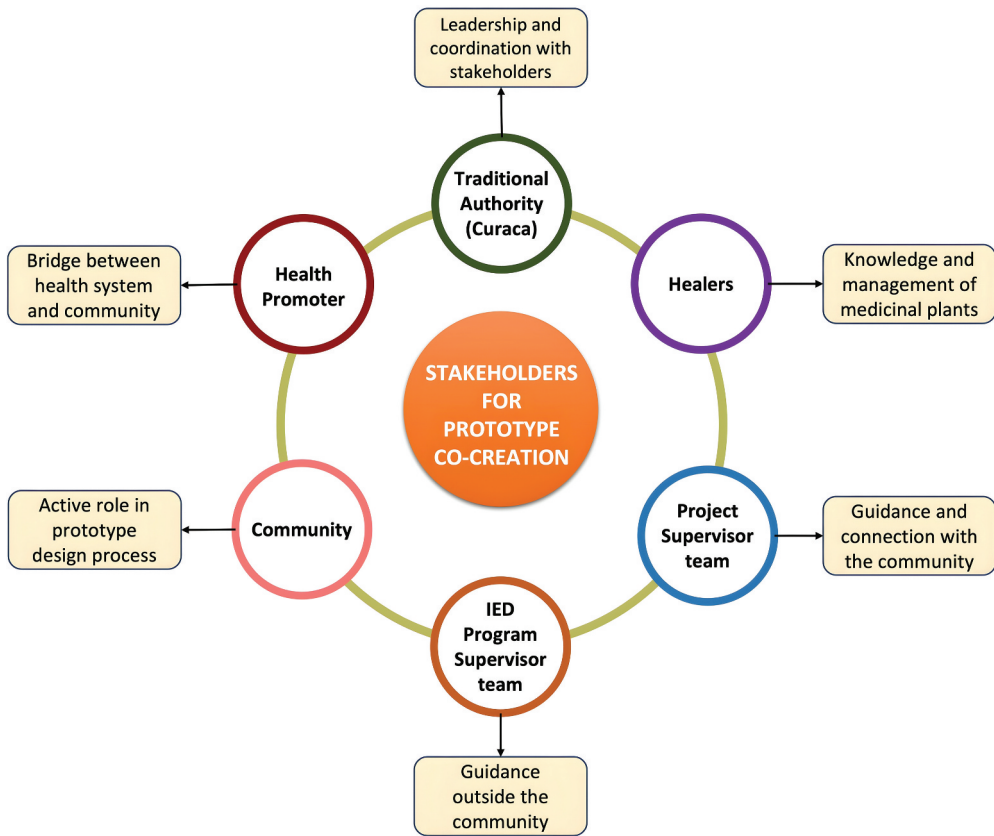 Leadership and
coordination with
stakeholders
Traditional
Authority
(Curaca)
Health
Promoter
Bridge between
health system
and community
Healers
Knowledge and
management of
medicinal plants
STAKEHOLDERS
FOR
PROTOTYPE
CO-CREATION
Active role in
prototype
design process
Community
Project
Supervisor
team
Guidance and
connection with
the community
IED
Program
Supervisor
team
Guidance
outside the
community